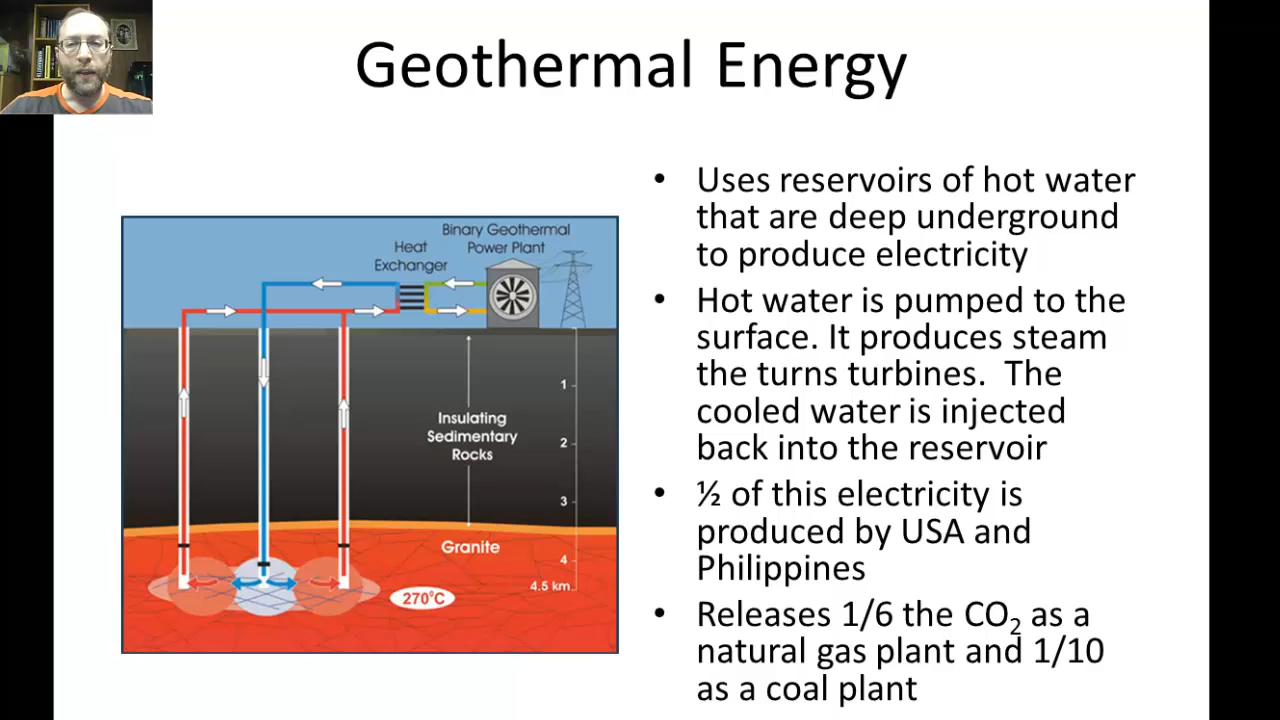 Geothermal Energy
Binary Geothermal
Power Plant
Heat
Exchanger
1
Insulating
Sedimentary
Rocks
2
3
Granite
4
4.5 km
270°C
• Uses reservoirs of hot water
that are deep underground
to produce electricity
• Hot water is pumped to the
surface. It produces steam
the turns turbines.  The
cooled water is injected
back into the reservoir
• ½ of this electricity is
produced by USA and
Philippines
• Releases 1/6 the CO₂ as a
natural gas plant and 1/10
as a coal plant